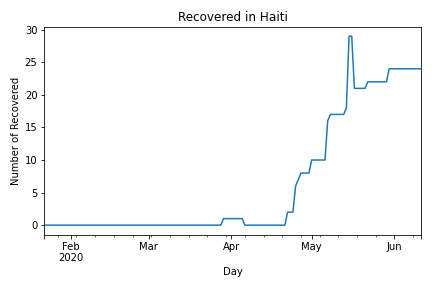 Recovered in Haiti
Number of Recovered
30
25
20
15
10
5
0
Feb
2020
Mar
Apr
May
Jun
Day